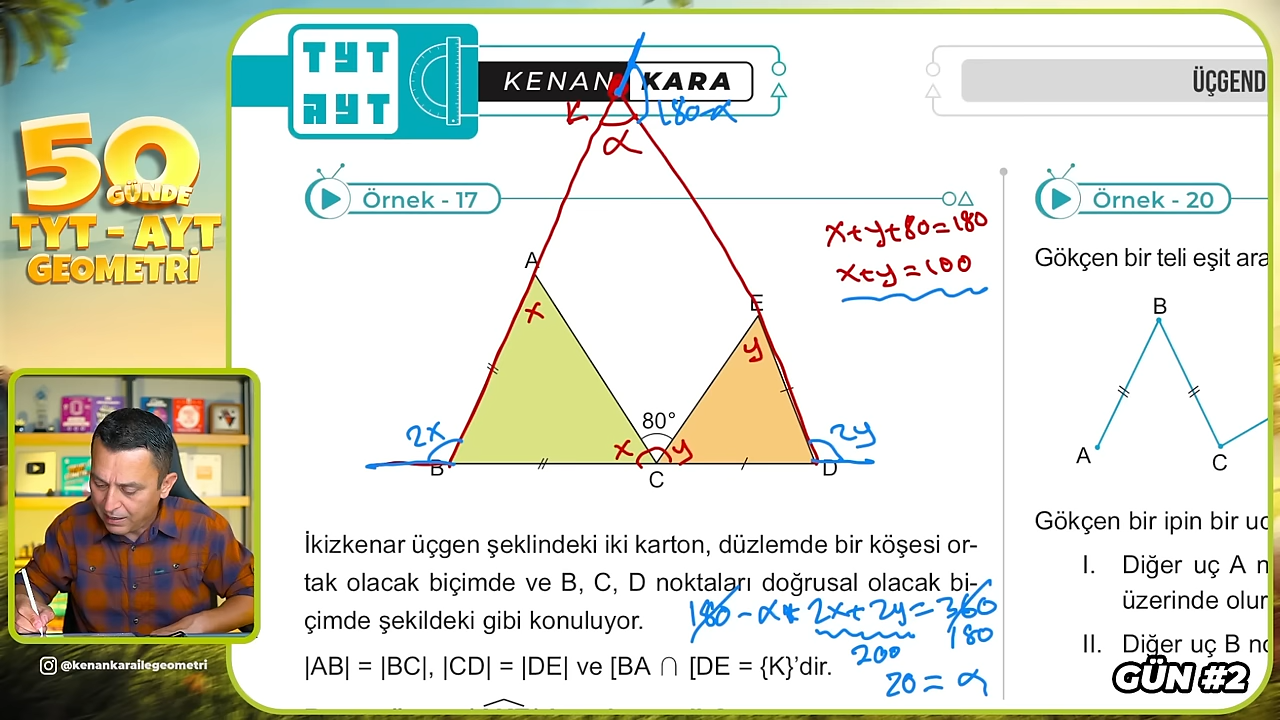 50
GÜNDE
TYT - AYT
GEOMETRİ
TYT
AYT
KENAN KARA
ÜÇGEND
K
α
180-α
Örnek - 17
x+y+80=180
x+y=100
A
E
x
y
80°
2x
x
y
2y
B
C
D
İkizkenar üçgen şeklindeki iki karton, düzlemde bir köşesi or-
tak olacak biçimde ve B, C, D noktaları doğrusal olacak bi-
çimde şekildeki gibi konuluyor.
180 - α + 2x+2y = 360
180
200
20 = α
|AB| = |BC|, |CD| = |DE| ve [BA ∩ [DE = {K}'dir.
Örnek - 20
Gökçen bir teli eşit ara
B
A
C
Gökçen bir ipin bir uc
I. Diğer uç A n
üzerinde olur
II. Diğer uç B no
GÜN #2
@kenankarailegeometri